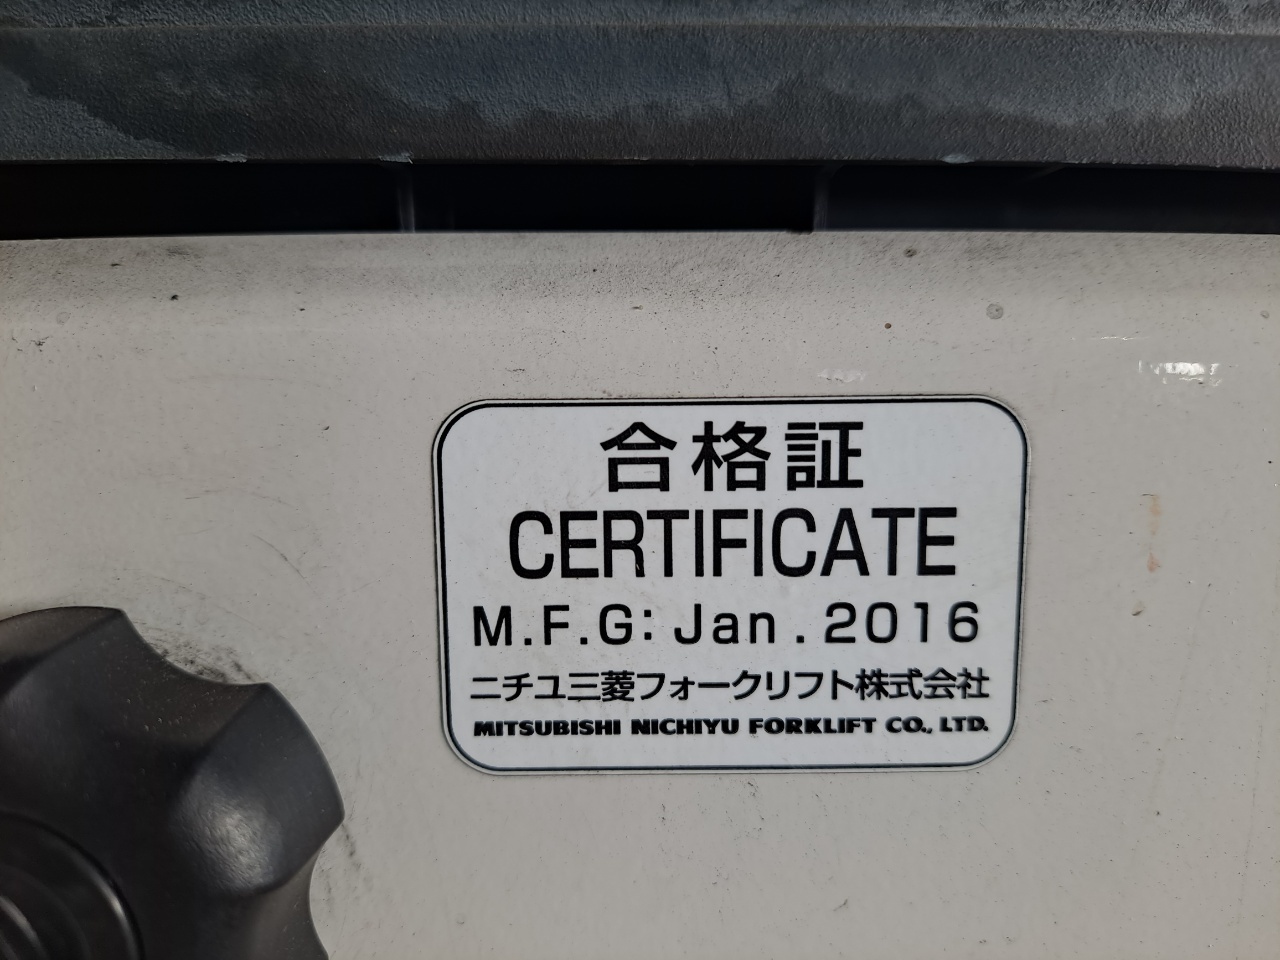 合格証
CERTIFICATE
M.F.G: Jan. 2016
ニチユ三菱フォークリフト株式会社
MITSUBISHI NICHIYU FORKLIFT CO., LTD.